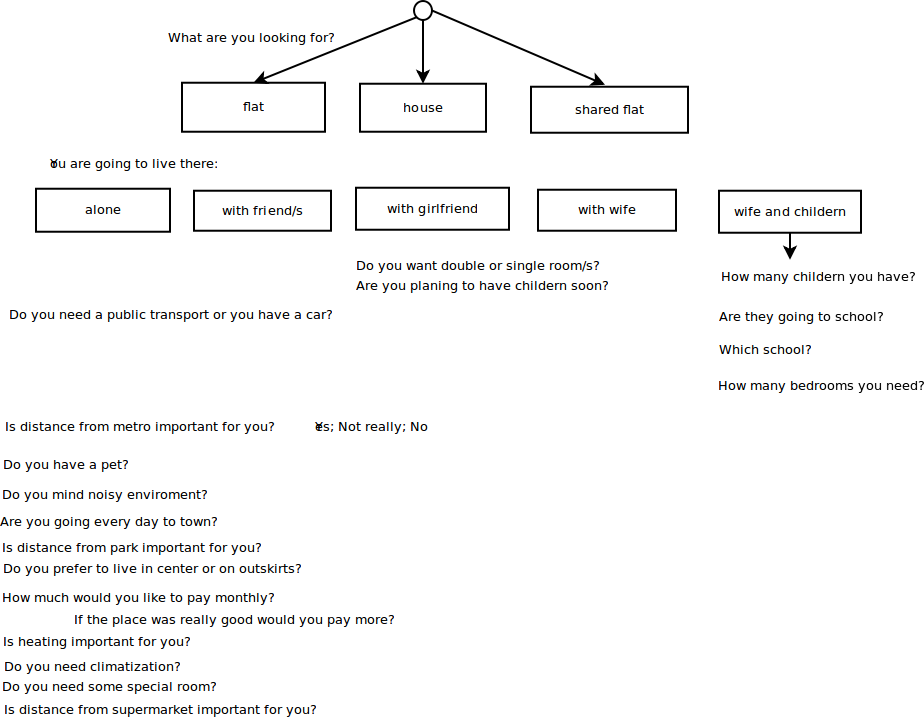 What are you looking for?
flat
house
shared flat
You are going to live there:
alone
with friend/s
with girlfriend
with wife
wife and childern
Do you want double or single room/s?
Are you planing to have childern soon?
How many childern you have?
Do you need a public transport or you have a car?
Are they going to school?
Which school?
How many bedrooms you need?
Is distance from metro important for you?
Yes; Not really; No
Do you have a pet?
Do you mind noisy enviroment?
Are you going every day to town?
Is distance from park important for you?
Do you prefer to live in center or on outskirts?
How much would you like to pay monthly?
If the place was really good would you pay more?
Is heating important for you?
Do you need climatization?
Do you need some special room?
Is distance from supermarket important for you?